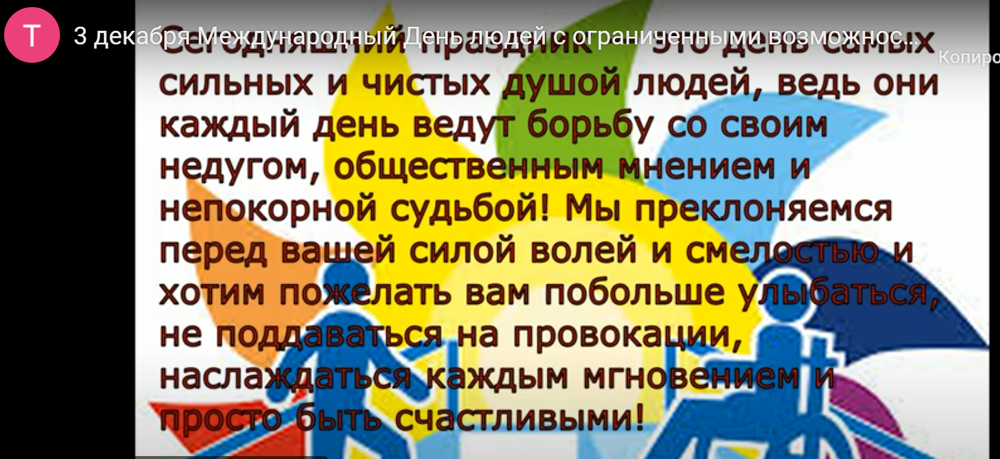 Т
3 декабря Международный День людей с ограниченными возможнос...
Копиро
Сегодняшний праздник - это день самых
сильных и чистых душой людей, ведь они
каждый день ведут борьбу со своим
недугом, общественным мнением и
непокорной судьбой! Мы преклоняемся
перед вашей силой волей и смелостью и
хотим пожелать вам побольше улыбаться,
не поддаваться на провокации,
наслаждаться каждым мгновением и
просто быть счастливыми!